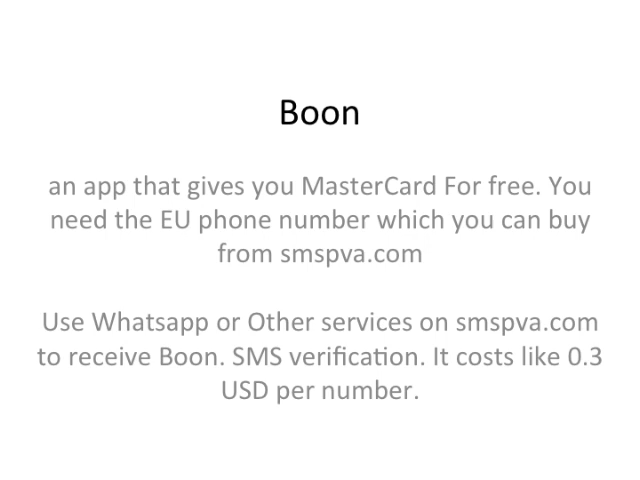 Boon
an app that gives you MasterCard For free. You
need the EU phone number which you can buy
from smspva.com
Use Whatsapp or Other services on smspva.com
to receive Boon. SMS verification. It costs like 0.3
USD per number.